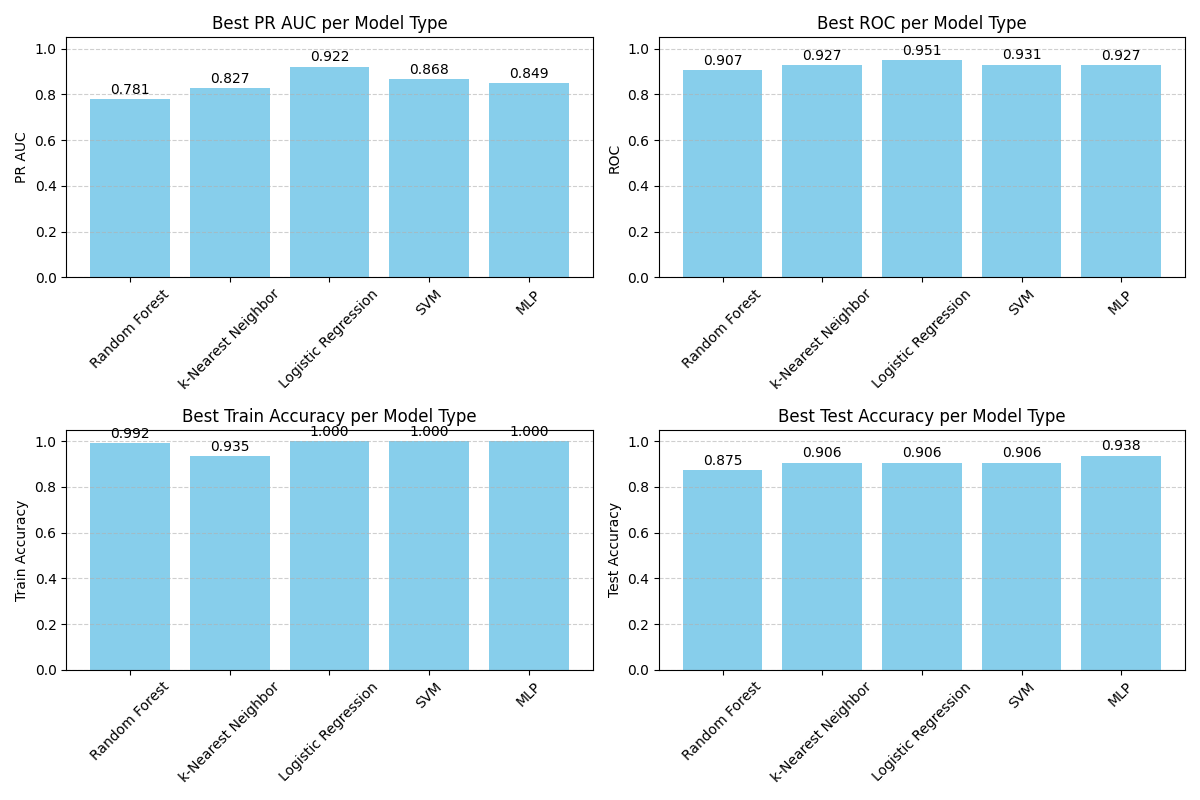 Best PR AUC per Model Type
PR AUC
1.0
0.8
0.6
0.4
0.2
0.0
0.781
0.827
0.922
0.868
0.849
Random Forest
k-Nearest Neighbor
Logistic Regression
SVM
MLP
Best ROC per Model Type
ROC
1.0
0.8
0.6
0.4
0.2
0.0
0.907
0.927
0.951
0.931
0.927
Random Forest
k-Nearest Neighbor
Logistic Regression
SVM
MLP
Best Train Accuracy per Model Type
Train Accuracy
1.0
0.8
0.6
0.4
0.2
0.0
0.992
0.935
1.000
1.000
1.000
Random Forest
k-Nearest Neighbor
Logistic Regression
SVM
MLP
Best Test Accuracy per Model Type
Test Accuracy
1.0
0.8
0.6
0.4
0.2
0.0
0.875
0.906
0.906
0.906
0.938
Random Forest
k-Nearest Neighbor
Logistic Regression
SVM
MLP